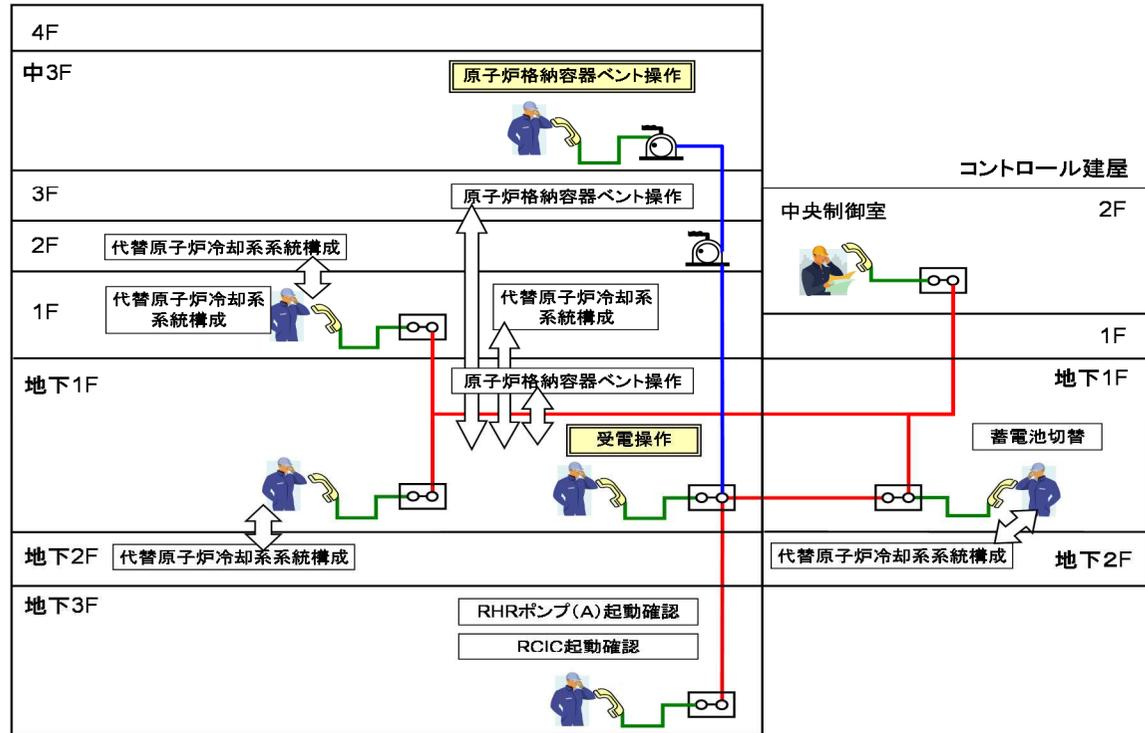 4F
中3F
原子炉格納容器ベント操作
コントロール建屋
3F
原子炉格納容器ベント操作
中央制御室
2F
2F
代替原子炉冷却系系統構成
1F
代替原子炉冷却系
系統構成
代替原子炉冷却系
系統構成
1F
地下1F
原子炉格納容器ベント操作
地下1F
受電操作
蓄電池切替
地下2F
代替原子炉冷却系系統構成
代替原子炉冷却系系統構成
地下2F
地下3F
RHRポンプ(A)起動確認
RCIC起動確認